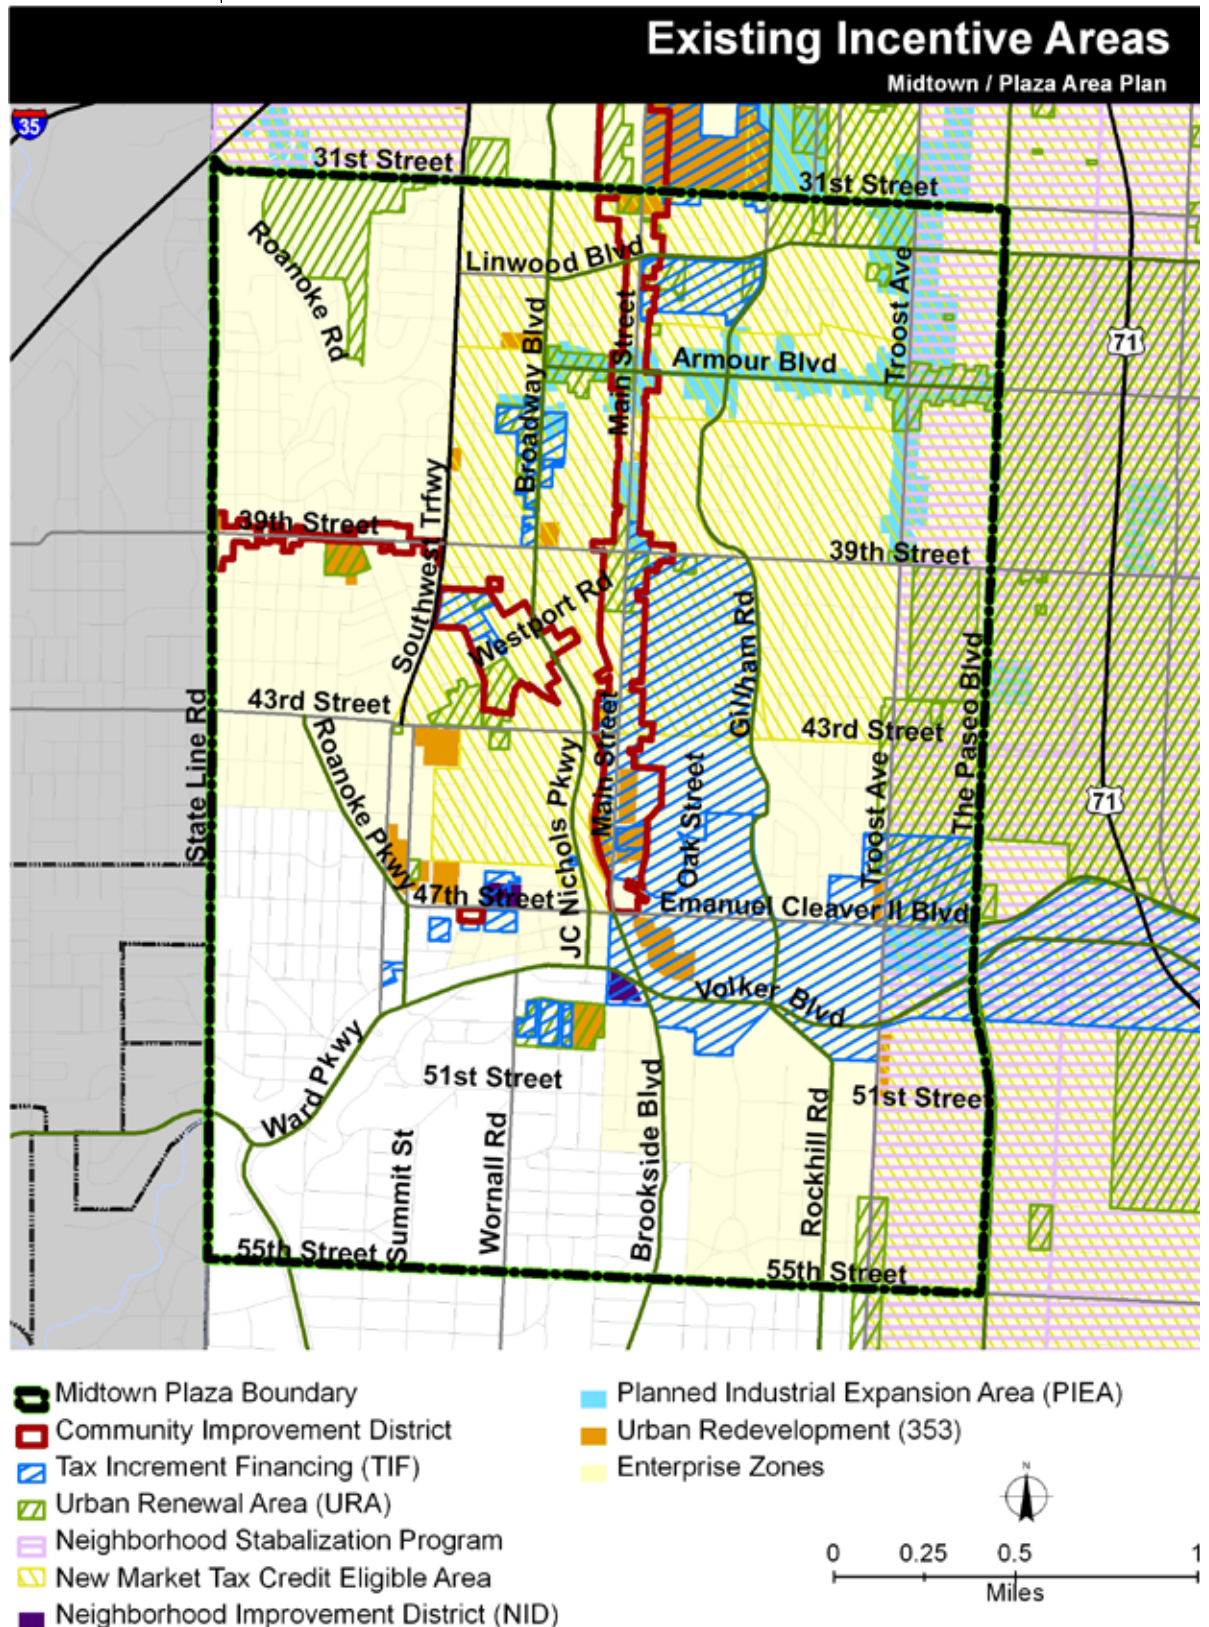 Existing Incentive Areas
Midtown / Plaza Area Plan
35
31st Street
31st Street
Roanoke Rd
Linwood Blvd
Troost Ave
71
Broadway Blvd
Main Street
Armour Blvd
39th Street
Southwest Trfwy
39th Street
Westport Rd
Gillham Rd
The Paseo Blvd
State Line Rd
43rd Street
43rd Street
Roanoke Pkwy
JC Nichols Pkwy
Main Street
Oak Street
Troost Ave
71
47th Street
Emanuel Cleaver II Blvd
Volker Blvd
Ward Pkwy
51st Street
51st Street
Summit St
Wornall Rd
Brookside Blvd
Rockhill Rd
55th Street
55th Street
Midtown Plaza Boundary
Community Improvement District
Tax Increment Financing (TIF)
Urban Renewal Area (URA)
Neighborhood Stabalization Program
New Market Tax Credit Eligible Area
Neighborhood Improvement District (NID)
Planned Industrial Expansion Area (PIEA)
Urban Redevelopment (353)
Enterprise Zones
N
0 0.25 0.5 1
Miles